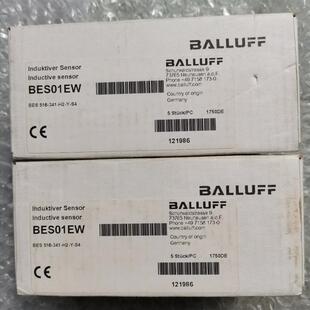 BALLUFF
Induktiver Sensor
Inductive sensor
BES01EW
BES 516-341-H2-Y-S4
Schurwaldstrasse 9
73765 Neuhausen a.d.F.
Phone +49 7158 173-0
www.balluff.com
Country of origin
Germany
5 Stück/PC 1750DE
121986
CE
BALLUFF
Induktiver Sensor
Inductive sensor
BES01EW
BES 516-341-H2-Y-S4
Schurwaldstrasse 9
73765 Neuhausen a.d.F.
Phone +49 7158 173-0
www.balluff.com
Country of origin
Germany
5 Stück/PC 1750DE
121986
CE